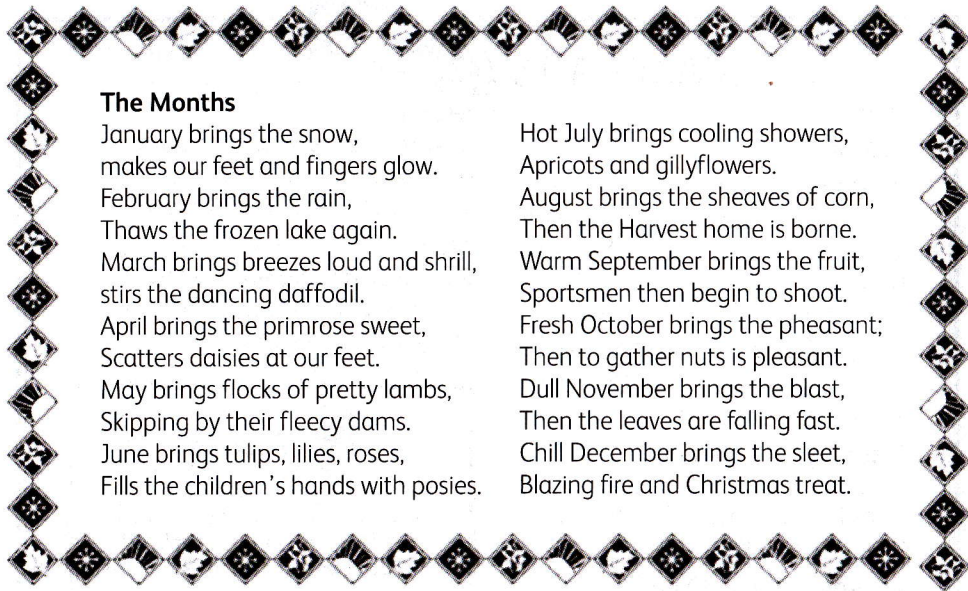 The Months
January brings the snow,
makes our feet and fingers glow.
February brings the rain,
Thaws the frozen lake again.
March brings breezes loud and shrill,
stirs the dancing daffodil.
April brings the primrose sweet,
Scatters daisies at our feet.
May brings flocks of pretty lambs,
Skipping by their fleecy dams.
June brings tulips, lilies, roses,
Fills the children's hands with posies.
Hot July brings cooling showers,
Apricots and gillyflowers.
August brings the sheaves of corn,
Then the Harvest home is borne.
Warm September brings the fruit,
Sportsmen then begin to shoot.
Fresh October brings the pheasant;
Then to gather nuts is pleasant.
Dull November brings the blast,
Then the leaves are falling fast.
Chill December brings the sleet,
Blazing fire and Christmas treat.